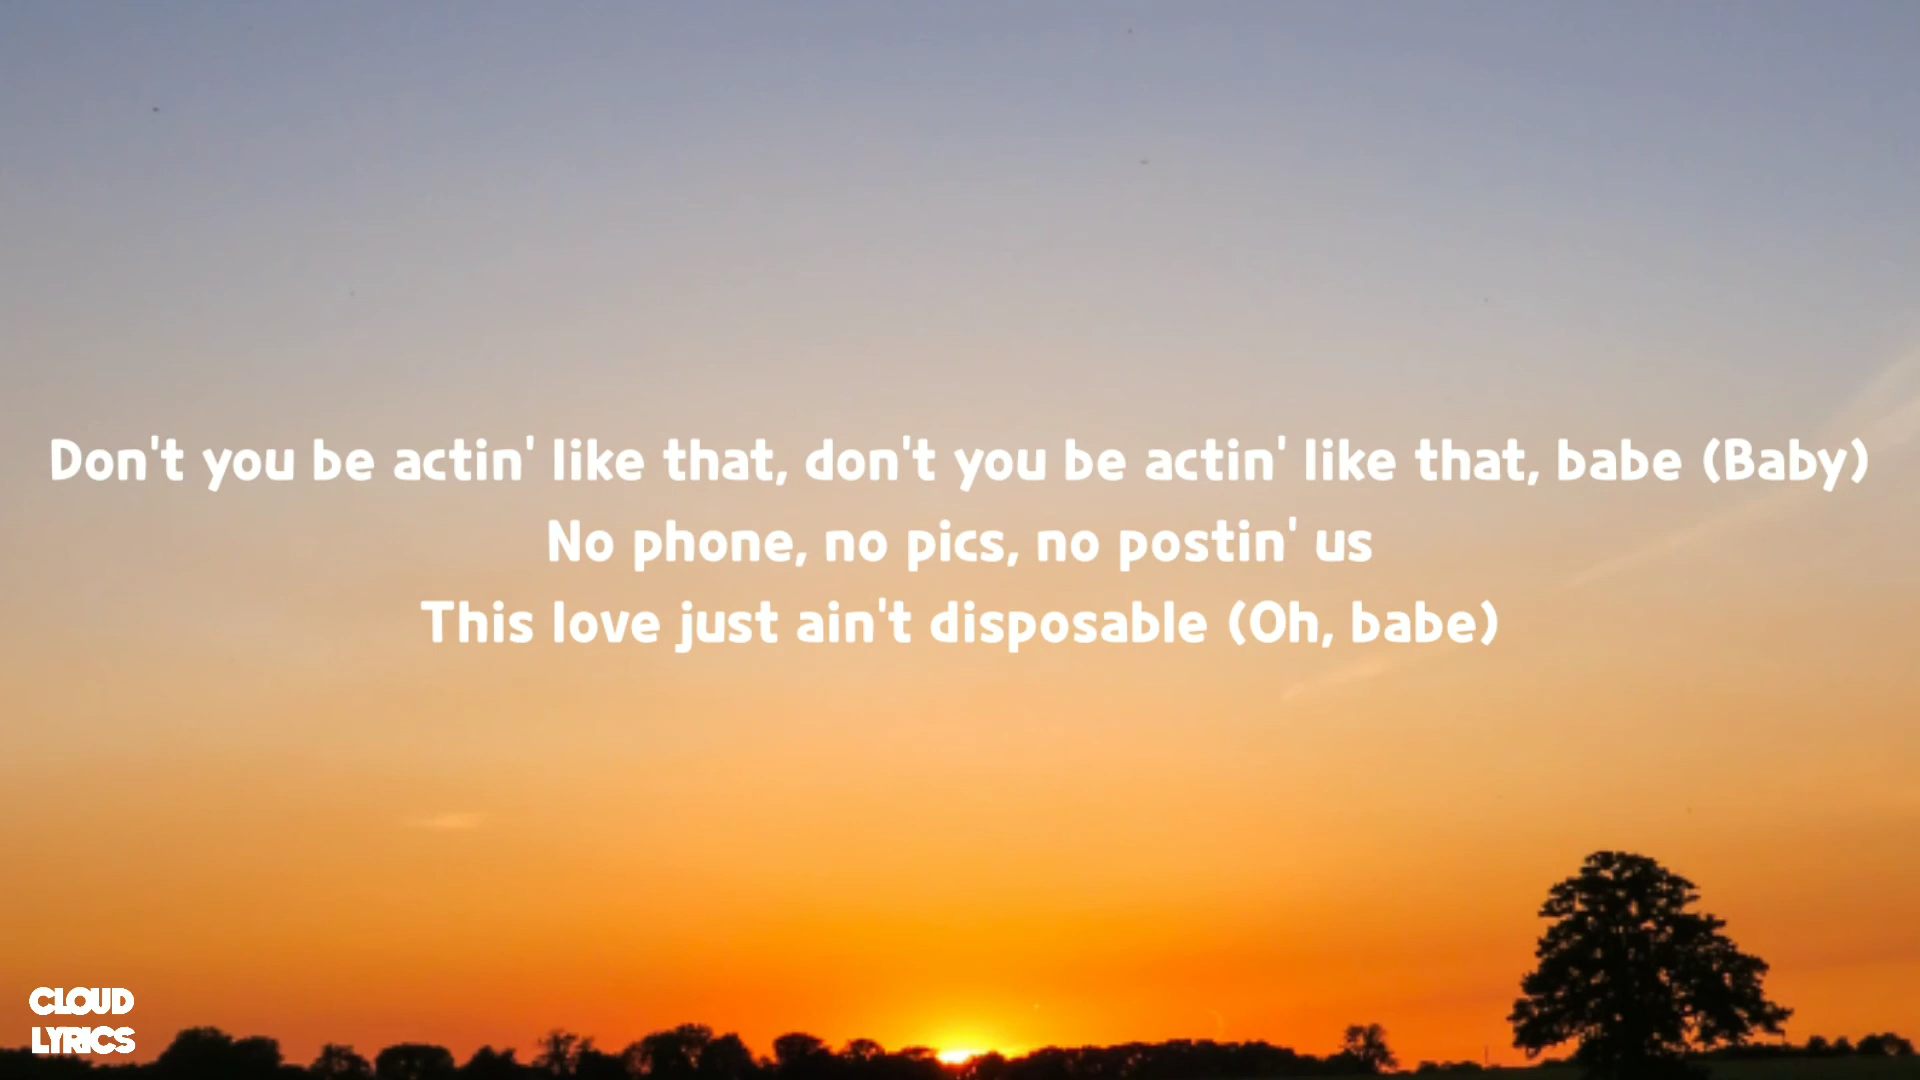 Don't you be actin' like that, don't you be actin' like that, babe (Baby)
No phone, no pics, no postin' us
This love just ain't disposable (Oh, babe)
CLOUD
LYRICS